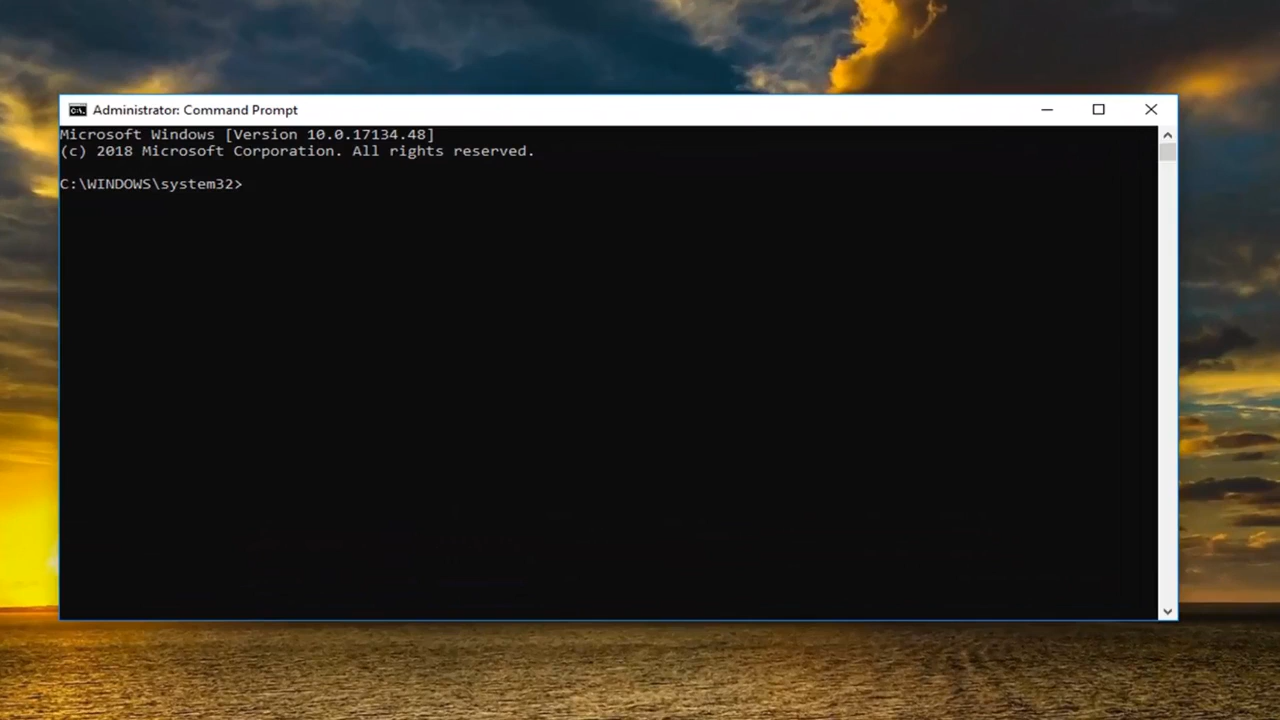 Administrator: Command Prompt
Microsoft Windows [Version 10.0.17134.48]
(c) 2018 Microsoft Corporation. All rights reserved.
C:\WINDOWS\system32>